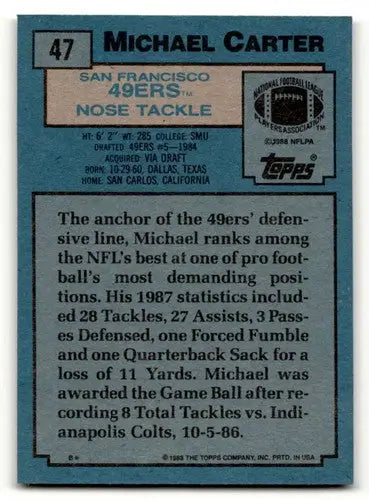 47 MICHAEL CARTER
SAN FRANCISCO
49ERS™
NOSE TACKLE
NATIONAL FOOTBALL LEAGUE
PLAYERS ASSOCIATION™
©1988 NFLPA
topps®
HT: 6' 2" WT: 285 COLLEGE: SMU
DRAFTED: 49ERS #5—1984
ACQUIRED: VIA DRAFT
BORN: 10-29-60, DALLAS, TEXAS
HOME: SAN CARLOS, CALIFORNIA
The anchor of the 49ers' defen-
sive line, Michael ranks among
the NFL's best at one of pro foot-
ball's most demanding posi-
tions. His 1987 statistics includ-
ed 28 Tackles, 27 Assists, 3 Pass-
es Defensed, one Forced Fumble
and one Quarterback Sack for
a loss of 11 Yards. Michael was
awarded the Game Ball after re-
cording 8 Total Tackles vs. Indi-
anapolis Colts, 10-5-86.
B* ©1988 THE TOPPS COMPANY, INC. PRTD. IN USA